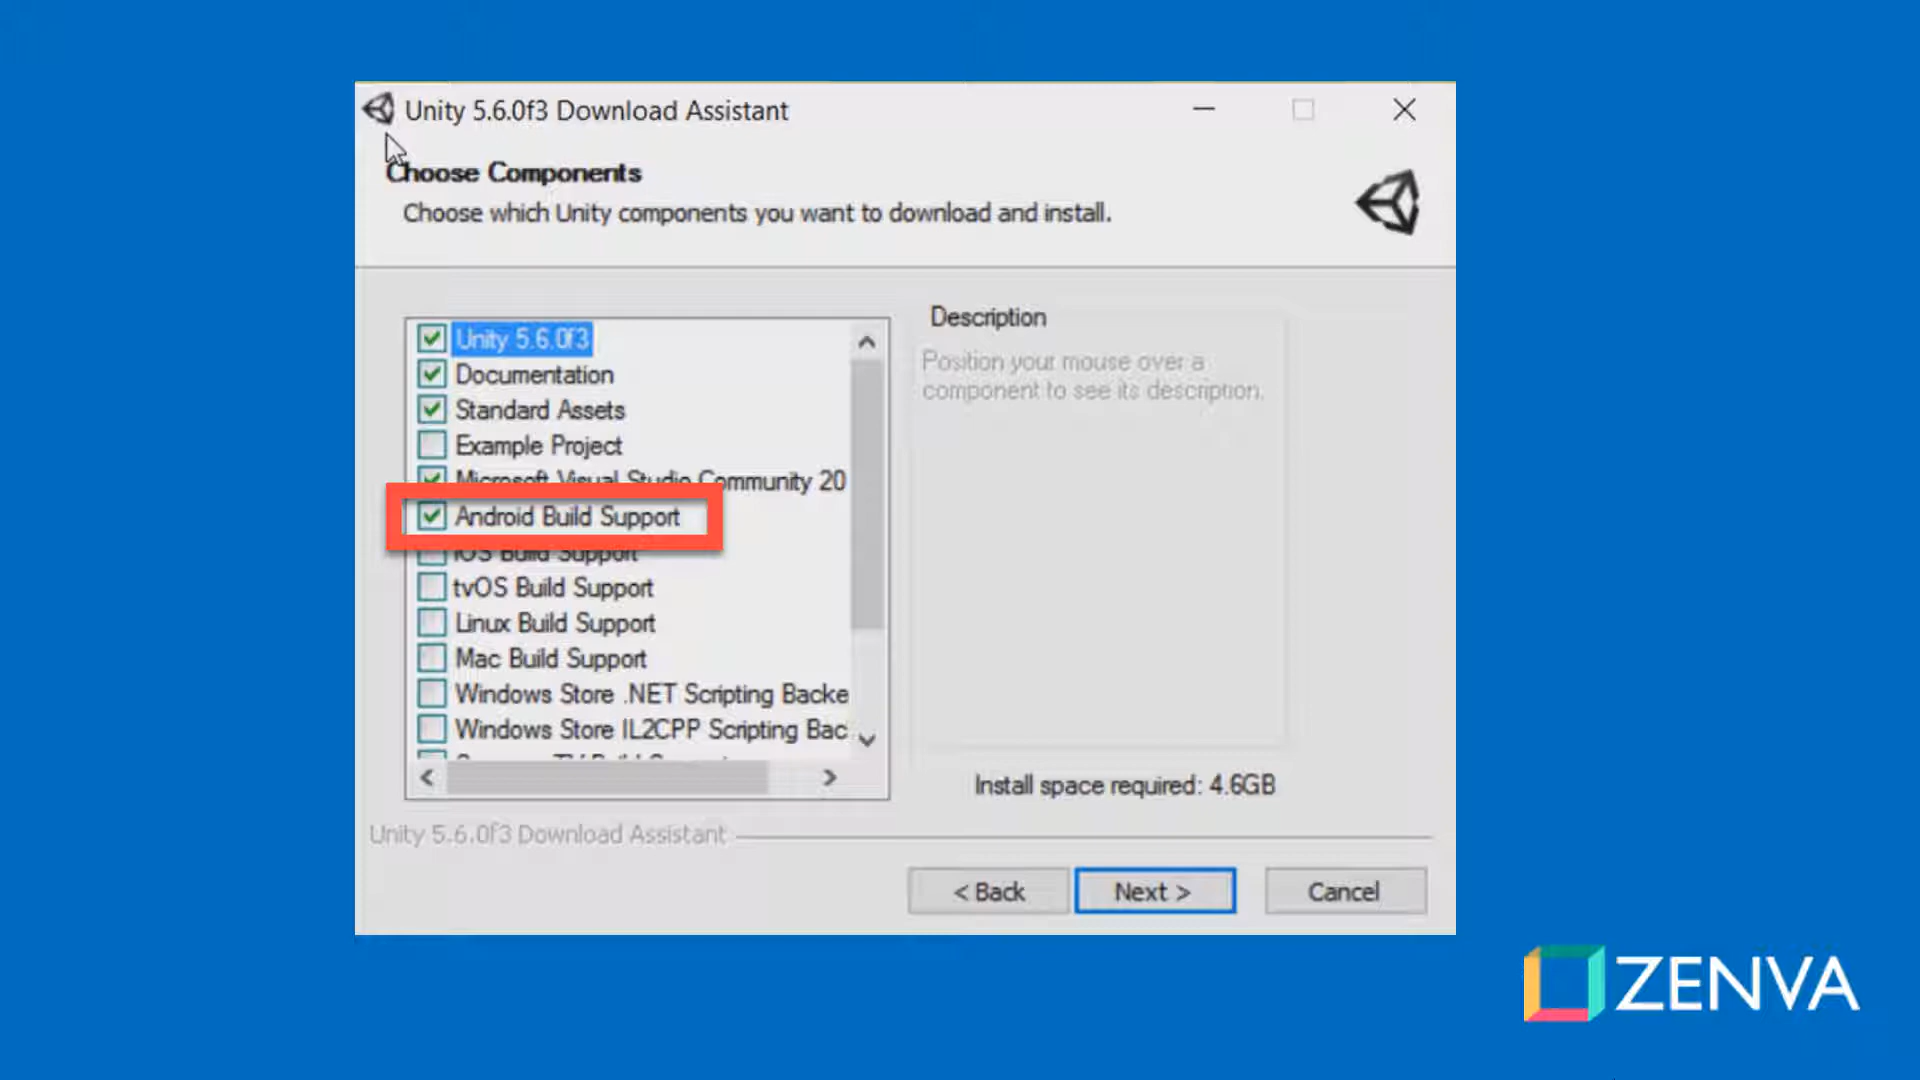 Unity 5.6.0f3 Download Assistant
Choose Components
Choose which Unity components you want to download and install.
Unity 5.6.0f3
Documentation
Standard Assets
Example Project
Microsoft Visual Studio Community 20
Android Build Support
iOS Build Support
tvOS Build Support
Linux Build Support
Mac Build Support
Windows Store .NET Scripting Backe
Windows Store IL2CPP Scripting Bac
Description
Position your mouse over a
component to see its description.
Install space required: 4.6GB
Unity 5.6.0f3 Download Assistant
< Back
Next >
Cancel
ZENVA